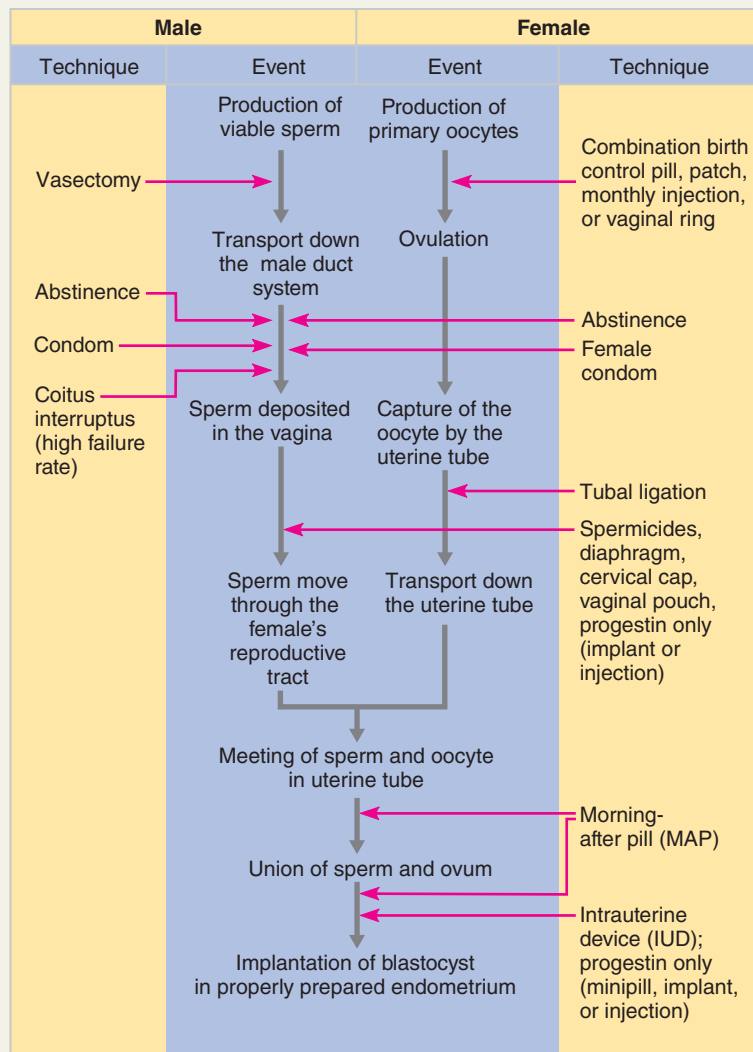 Male
Female
Technique
Event
Event
Technique
Production of
viable sperm
Production of
primary oocytes
Vasectomy
Combination birth
control pill, patch,
monthly injection,
or vaginal ring
Transport down
the male duct
system
Ovulation
Abstinence
Condom
Coitus
interruptus
(high failure
rate)
Abstinence
Female
condom
Sperm deposited
in the vagina
Capture of the
oocyte by the
uterine tube
Tubal ligation
Spermicides,
diaphragm,
cervical cap,
vaginal pouch,
progestin only
(implant or
injection)
Sperm move
through the
female's
reproductive
tract
Transport down
the uterine tube
Meeting of sperm and oocyte
in uterine tube
Morning-
after pill (MAP)
Union of sperm and ovum
Intrauterine
device (IUD);
progestin only
(minipill, implant,
or injection)
Implantation of blastocyst
in properly prepared endometrium